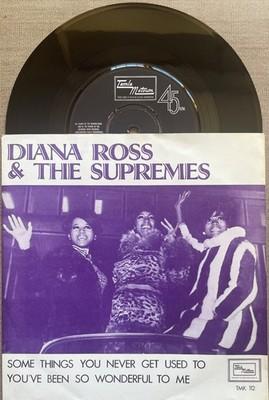 Tamla
Motown
45
DIANA ROSS
& THE SUPREMES
SOME THINGS YOU NEVER GET USED TO
YOU'VE BEEN SO WONDERFUL TO ME
TMK 112